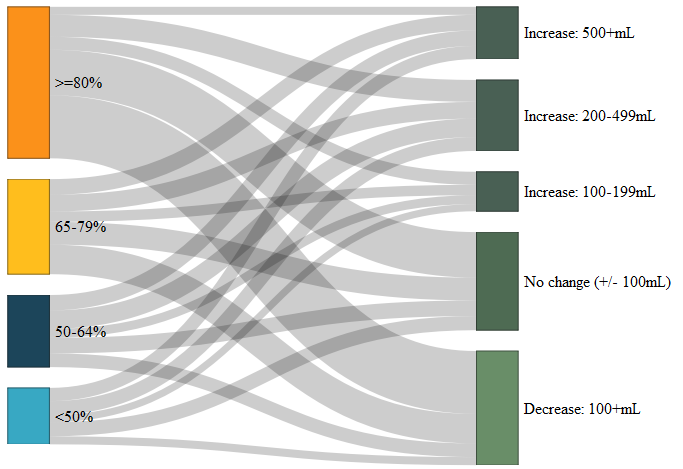 >=80%
65-79%
50-64%
<50%
Increase: 500+mL
Increase: 200-499mL
Increase: 100-199mL
No change (+/- 100mL)
Decrease: 100+mL